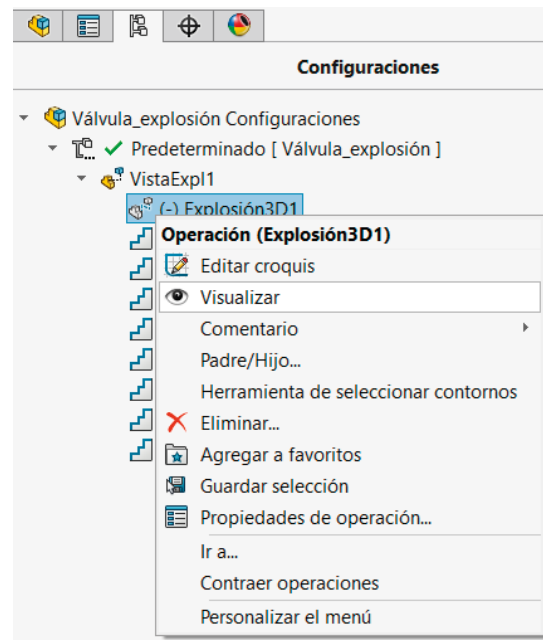 Configuraciones
Válvula_explosión Configuraciones
Predeterminado [ Válvula_explosión ]
VistaExpl1
(-) Explosión3D1
Operación (Explosión3D1)
Editar croquis
Visualizar
Comentario
Padre/Hijo...
Herramienta de seleccionar contornos
Eliminar...
Agregar a favoritos
Guardar selección
Propiedades de operación...
Ir a...
Contraer operaciones
Personalizar el menú